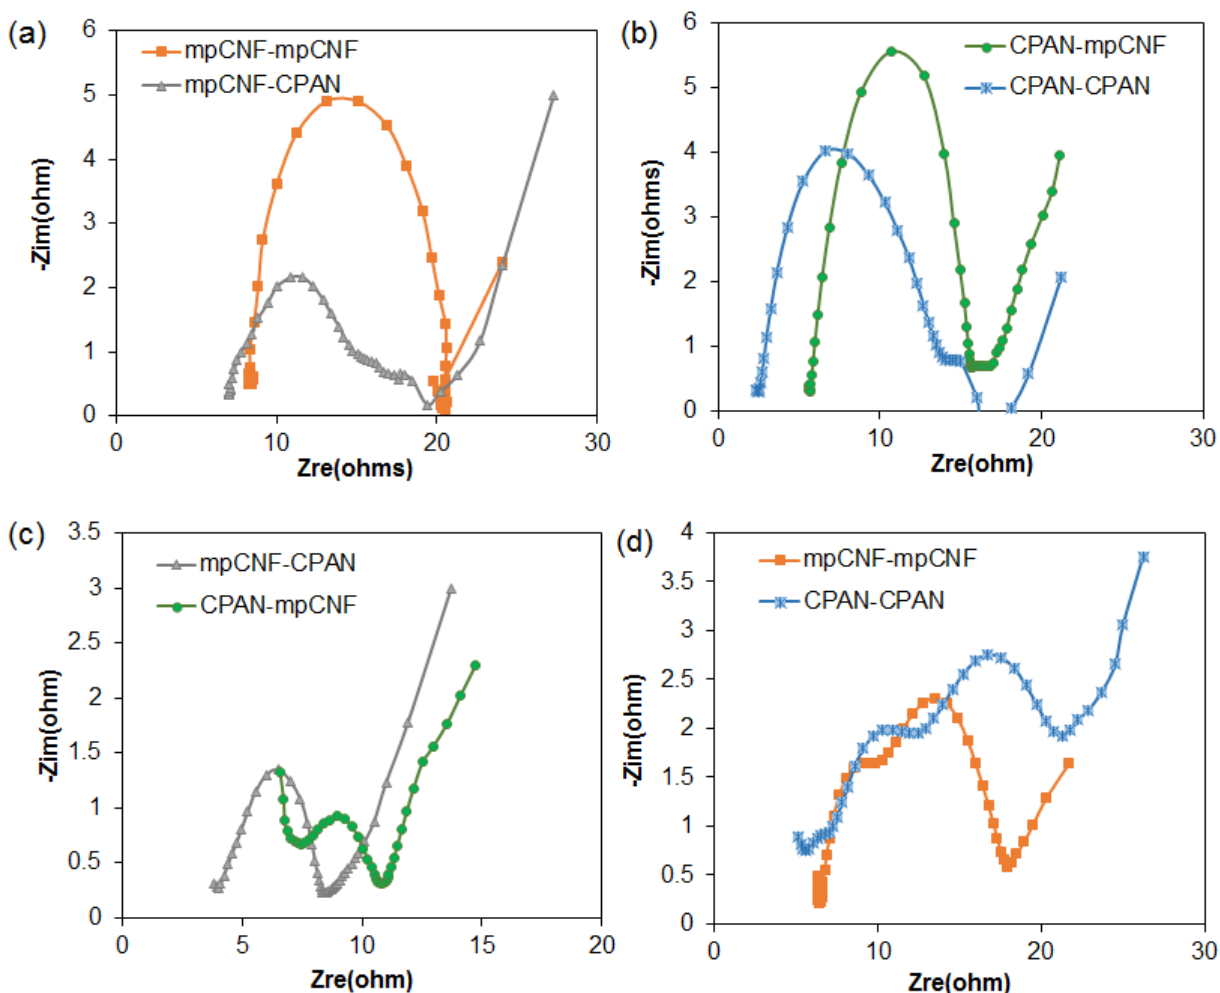 (a)
6
5
4
3
2
1
0
-Zim(ohm)
mpCNF-mpCNF
mpCNF-CPAN
0 10 20 30
Zre(ohms)
(b)
6
5
4
3
2
1
0
-Zim(ohms)
CPAN-mpCNF
CPAN-CPAN
0 10 20 30
Zre(ohm)
(c)
3.5
3
2.5
2
1.5
1
0.5
0
-Zim(ohm)
mpCNF-CPAN
CPAN-mpCNF
0 5 10 15 20
Zre(ohm)
(d)
4
3.5
3
2.5
2
1.5
1
0.5
0
-Zim(ohm)
mpCNF-mpCNF
CPAN-CPAN
0 10 20 30
Zre(ohm)